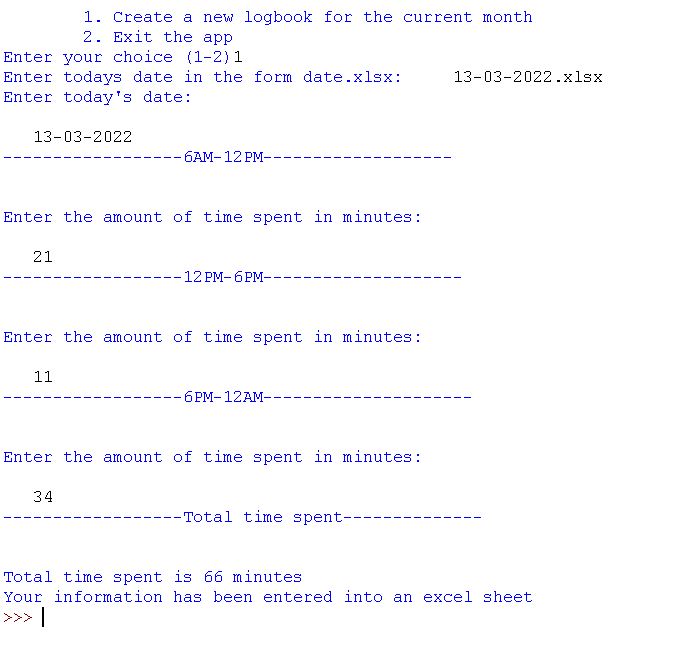 1. Create a new logbook for the current month
2. Exit the app
Enter your choice (1-2)1
Enter todays date in the form date.xlsx: 13-03-2022.xlsx
Enter today's date:
13-03-2022
------------------6AM-12PM-------------------
Enter the amount of time spent in minutes:
21
------------------12PM-6PM--------------------
Enter the amount of time spent in minutes:
11
------------------6PM-12AM---------------------
Enter the amount of time spent in minutes:
34
------------------Total time spent--------------
Total time spent is 66 minutes
Your information has been entered into an excel sheet
>>>